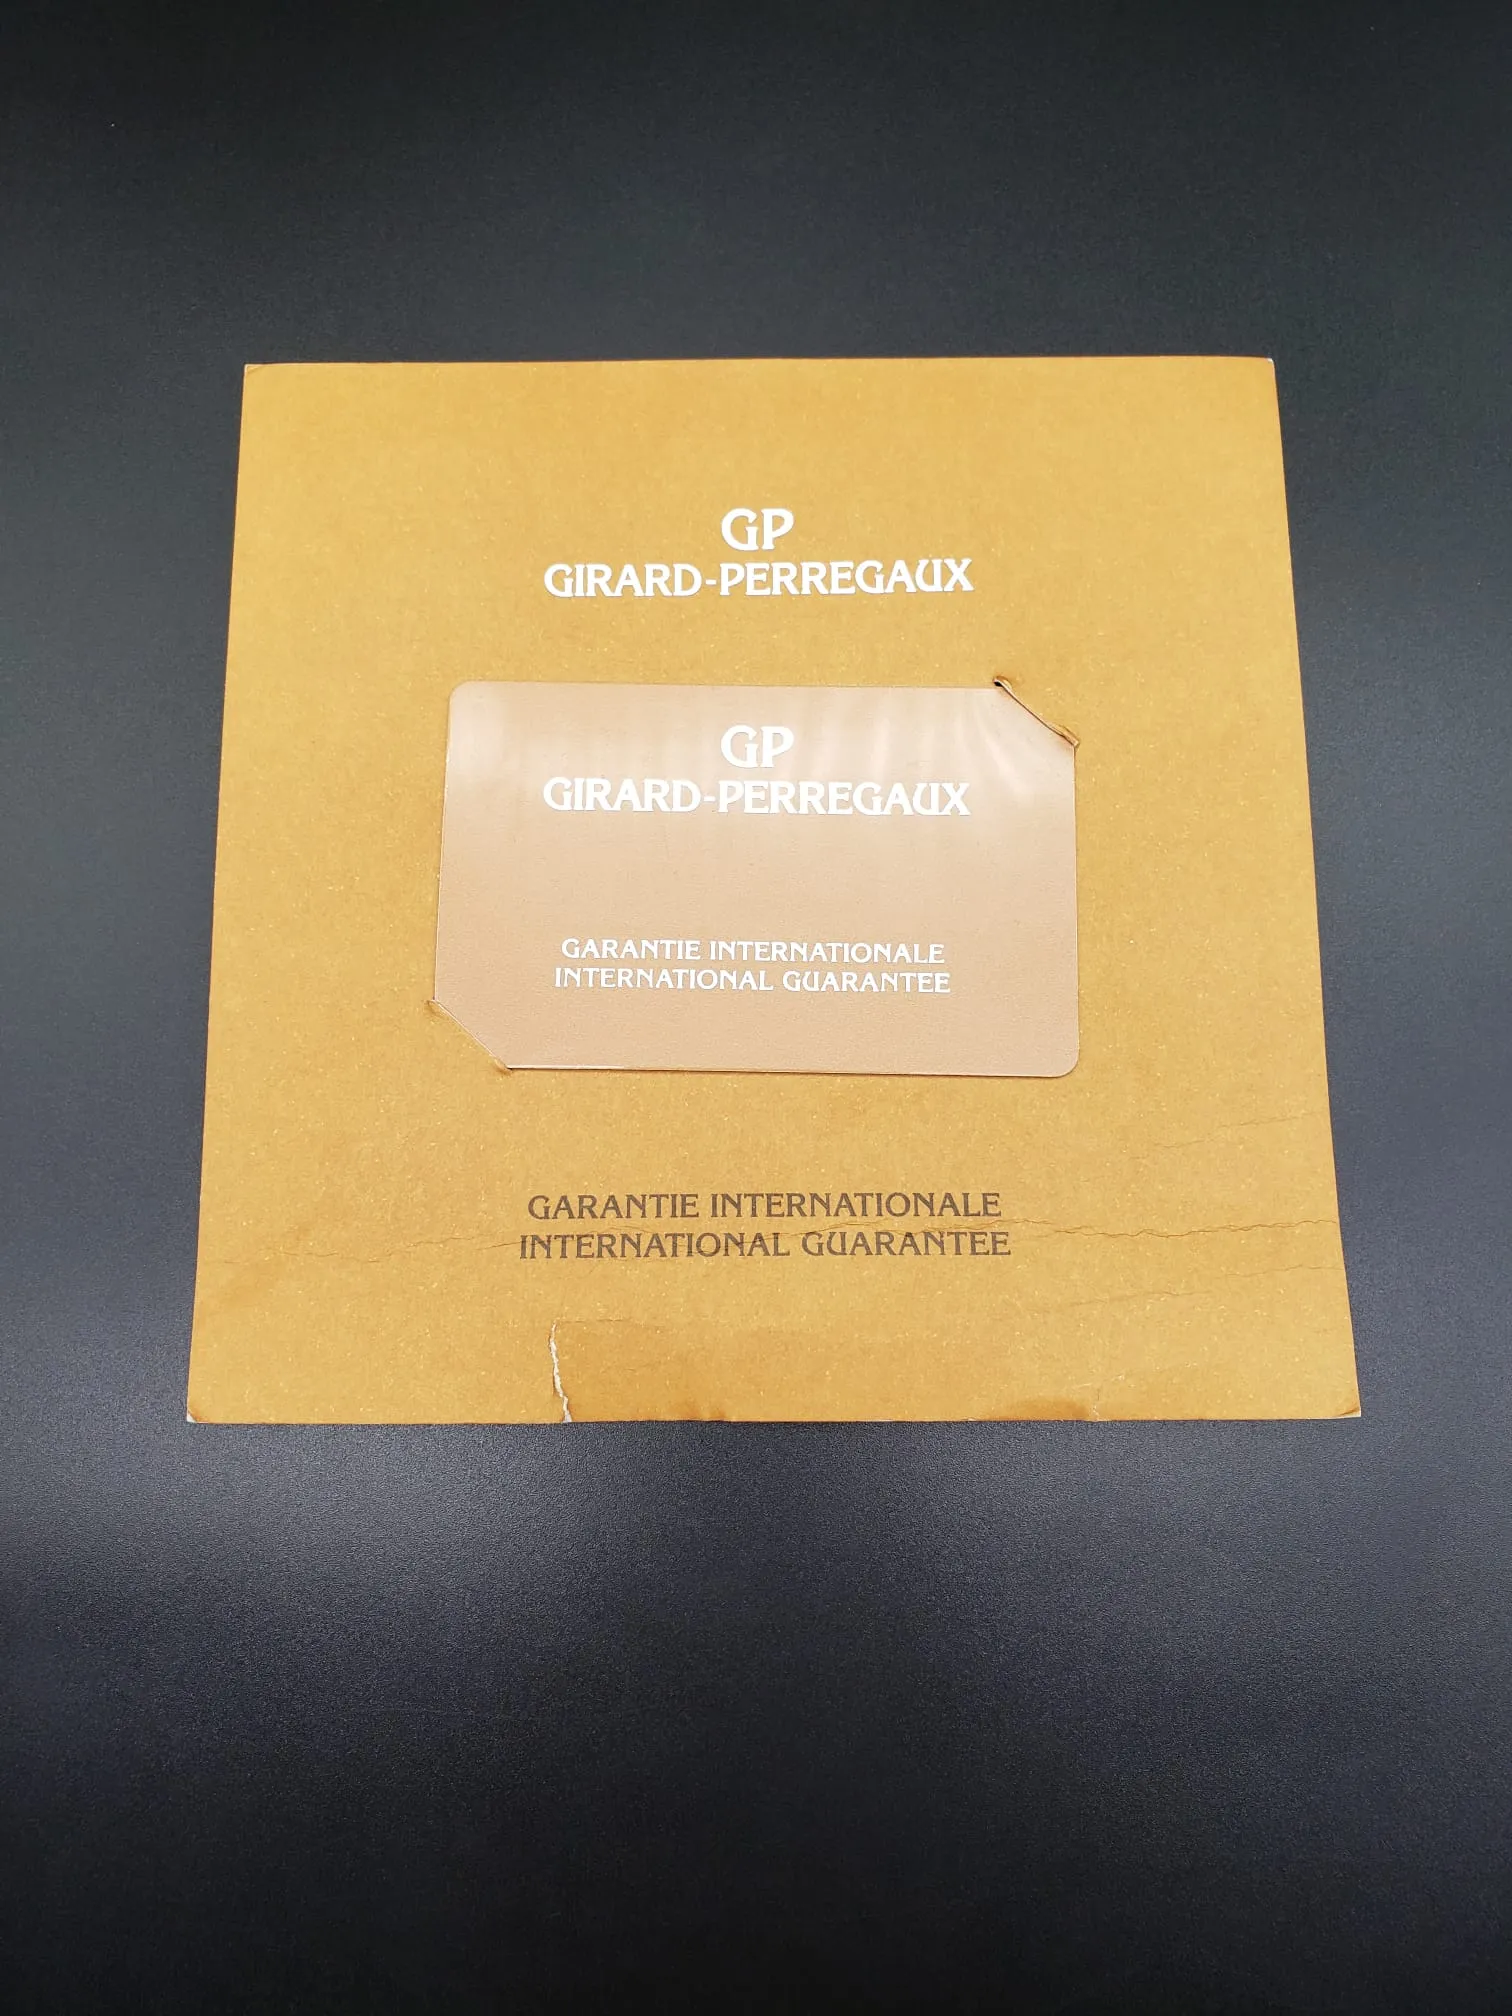 GP
GIRARD-PERREGAUX
GP
GIRARD-PERREGAUX
GARANTIE INTERNATIONALE
INTERNATIONAL GUARANTEE
GARANTIE INTERNATIONALE
INTERNATIONAL GUARANTEE